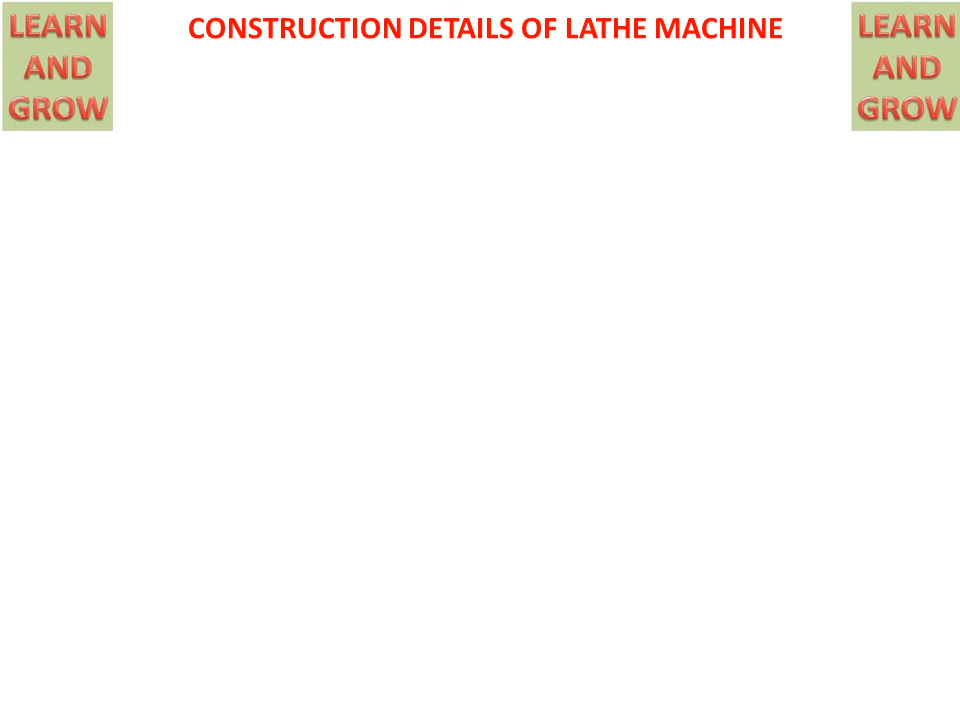 LEARN
AND
GROW
CONSTRUCTION DETAILS OF LATHE MACHINE
LEARN
AND
GROW